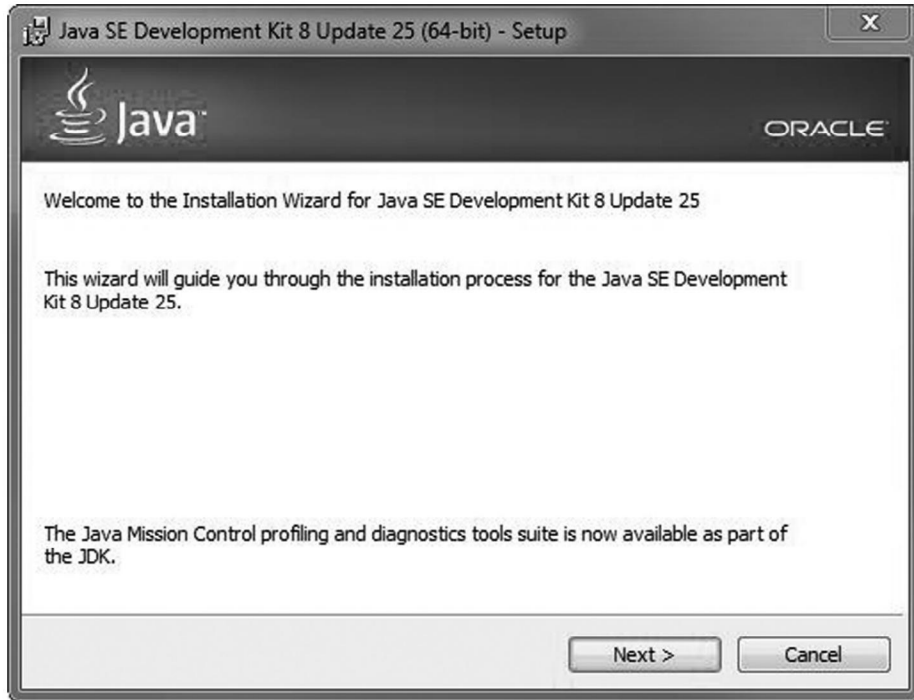 Java SE Development Kit 8 Update 25 (64-bit) - Setup
X
Java™
ORACLE
Welcome to the Installation Wizard for Java SE Development Kit 8 Update 25
This wizard will guide you through the installation process for the Java SE Development
Kit 8 Update 25.
The Java Mission Control profiling and diagnostics tools suite is now available as part of
the JDK.
Next >
Cancel